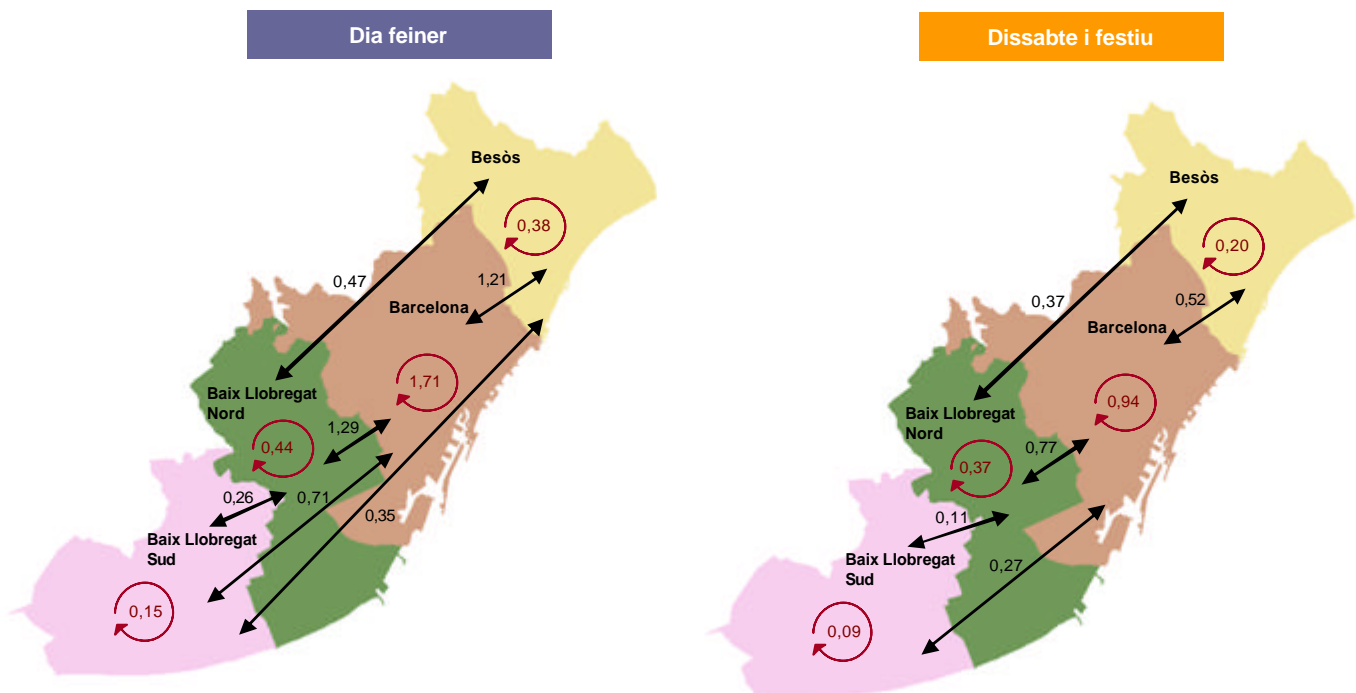 Dia feiner
Besòs
0,38
0,47
1,21
Barcelona
1,71
Baix Llobregat
Nord
1,29
0,44
0,26
0,71
0,35
Baix Llobregat
Sud
0,15
Dissabte i festiu
Besòs
0,20
0,37
0,52
Barcelona
0,94
Baix Llobregat
Nord
0,77
0,37
0,11
Baix Llobregat
Sud
0,27
0,09